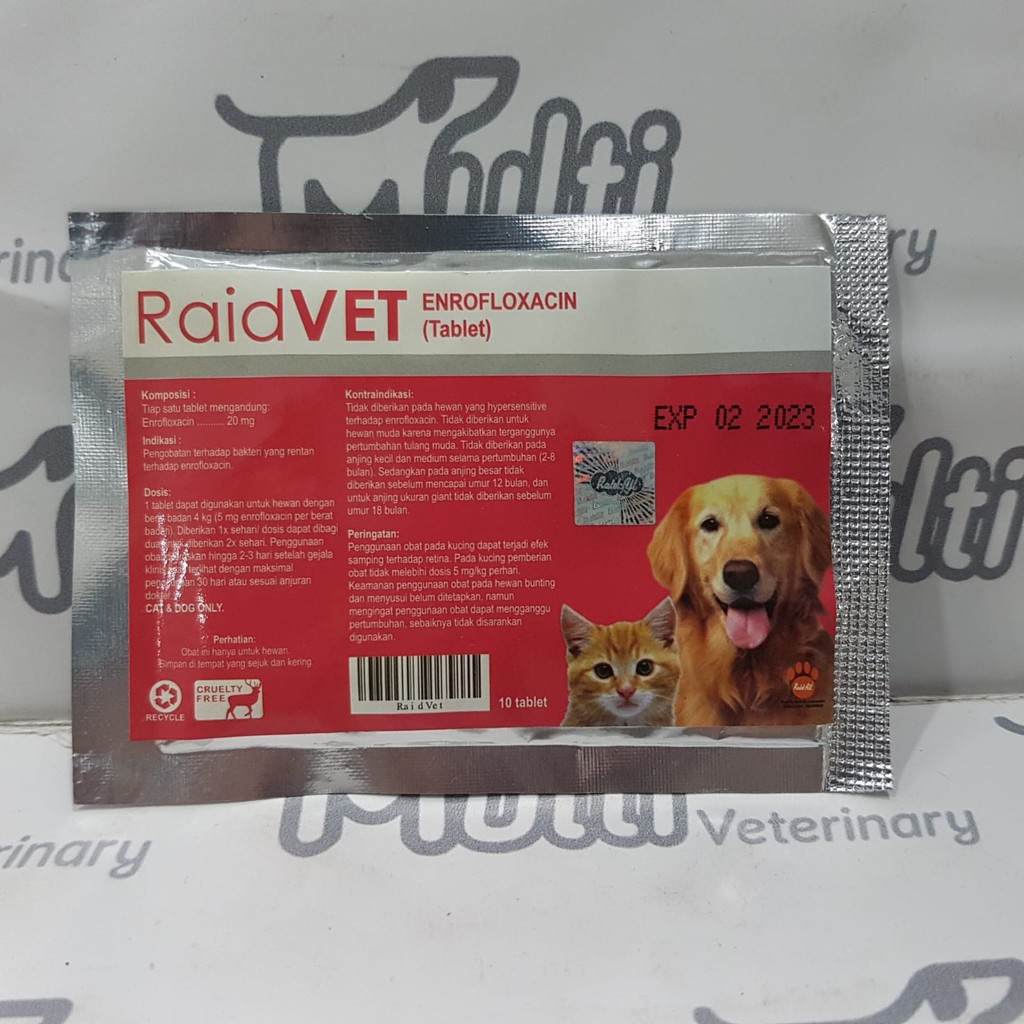 Multi
Veterinary
RaidVET ENROFLOXACIN
(Tablet)
Komposisi :
Tiap satu tablet mengandung:
Enrofloxacin .......... 20 mg
Indikasi :
Pengobatan terhadap bakteri yang rentan
terhadap enrofloxacin.
Dosis:
1 tablet dapat digunakan untuk hewan dengan
berat badan 4 kg (5 mg enrofloxacin per berat
badan). Diberikan 1x sehari/ dosis dapat dibagi
diberikan 2x sehari. Penggunaan
hingga 2-3 hari setelah gejala
dengan maksimal
30 hari atau sesuai anjuran
dokter.
CAT & DOG ONLY.
Perhatian:
Obat ini hanya untuk hewan.
Simpan di tempat yang sejuk dan kering.
RECYCLE
CRUELTY
FREE
Kontraindikasi:
Tidak diberikan pada hewan yang hypersensitive
terhadap enrofloxacin. Tidak diberikan untuk
hewan muda karena mengakibatkan terganggunya
pertumbuhan tulang muda. Tidak diberikan pada
anjing kecil dan medium selama pertumbuhan (2-8
bulan). Sedangkan pada anjing besar tidak
diberikan sebelum mencapai umur 12 bulan, dan
untuk anjing ukuran giant tidak diberikan sebelum
umur 18 bulan.
Peringatan:
Penggunaan obat pada kucing dapat terjadi efek
samping terhadap retina. Pada kucing pemberian
obat tidak melebihi dosis 5 mg/kg perhari.
Keamanan penggunaan obat pada hewan bunting
dan menyusui belum ditetapkan, namun
mengingat penggunaan obat dapat mengganggu
pertumbuhan, sebaiknya tidak disarankan
digunakan.
RaidVet
10 tablet
EXP 02 2023
Raid All
Raid All
Multi
Veterinary